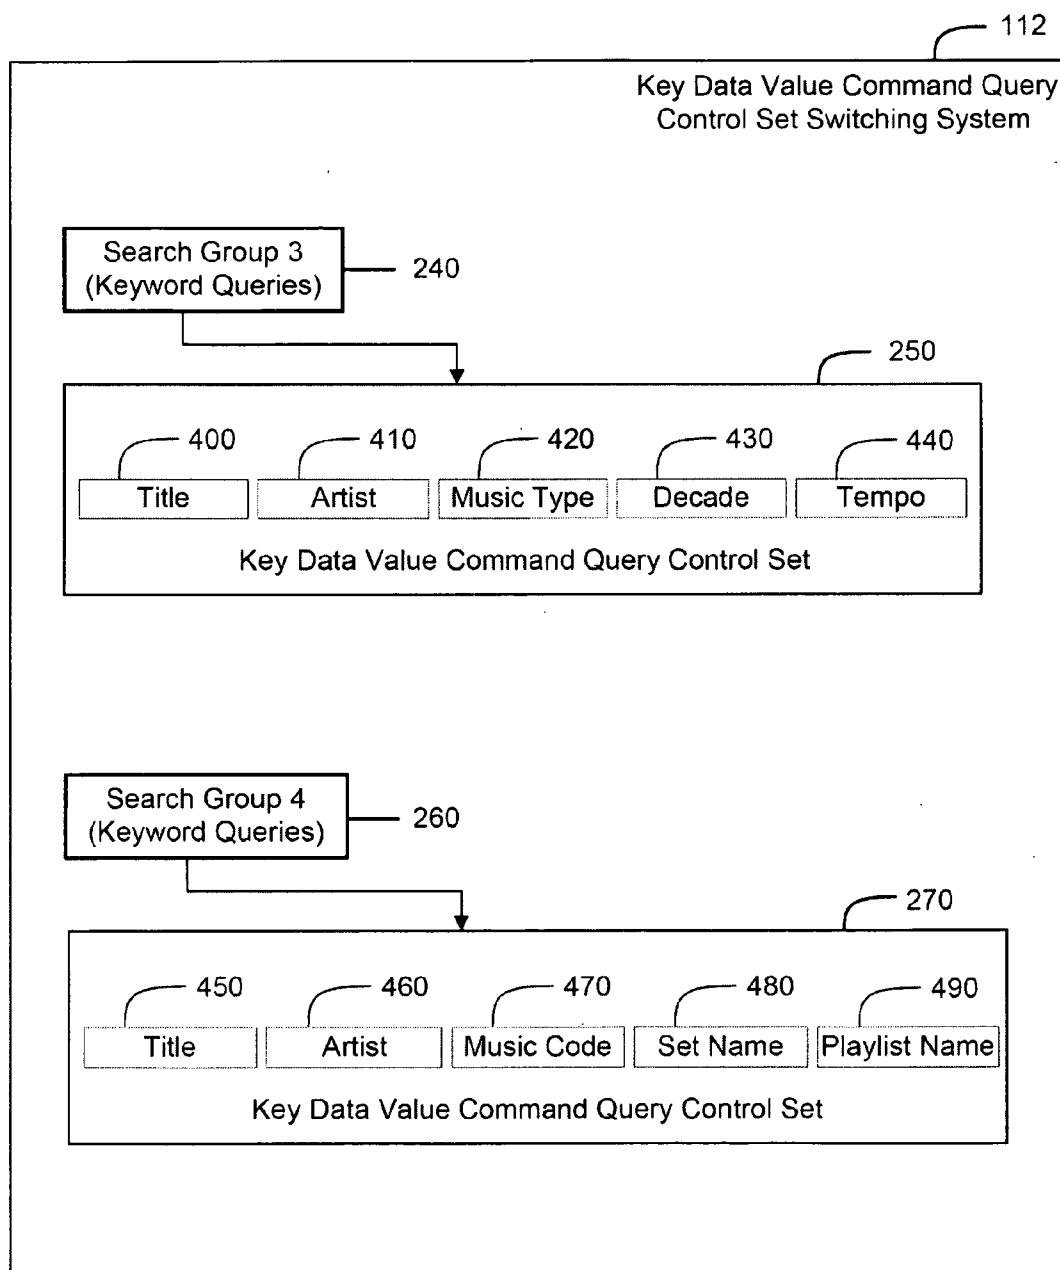 112
Key Data Value Command Query
Control Set Switching System
Search Group 3
(Keyword Queries)
240
250
400
410
420
430
440
Title
Artist
Music Type
Decade
Tempo
Key Data Value Command Query Control Set
Search Group 4
(Keyword Queries)
260
270
450
460
470
480
490
Title
Artist
Music Code
Set Name
Playlist Name
Key Data Value Command Query Control Set